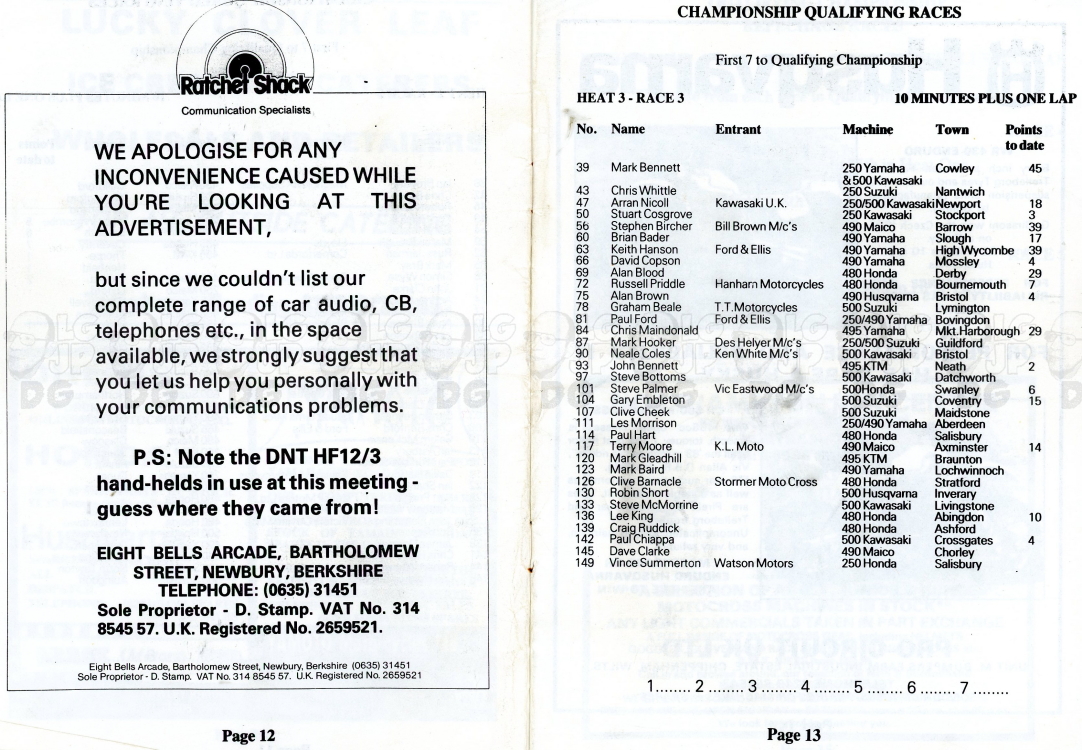 Ratchet Shack
Communication Specialists
WE APOLOGISE FOR ANY
INCONVENIENCE CAUSED WHILE
YOU'RE LOOKING AT THIS
ADVERTISEMENT,
but since we couldn't list our
complete range of car audio, CB,
telephones etc., in the space
available, we strongly suggest that
you let us help you personally with
your communications problems.
P.S: Note the DNT HF12/3
hand-helds in use at this meeting -
guess where they came from!
EIGHT BELLS ARCADE, BARTHOLOMEW
STREET, NEWBURY, BERKSHIRE
TELEPHONE: (0635) 31451
Sole Proprietor - D. Stamp. VAT No. 314
8545 57. U.K. Registered No. 2659521.
Eight Bells Arcade, Bartholomew Street, Newbury, Berkshire (0635) 31451
Sole Proprietor - D. Stamp. VAT No. 314 8545 57. U.K. Registered No. 2659521
Page 12
CHAMPIONSHIP QUALIFYING RACES
First 7 to Qualifying Championship
HEAT 3 - RACE 3 10 MINUTES PLUS ONE LAP
No. Name Entrant Machine Town Points
to date
39 Mark Bennett 250 Yamaha Cowley 45
& 500 Kawasaki
43 Chris Whittle 250 Suzuki Nantwich
47 Arran Nicoll Kawasaki U.K. 250/500 Kawasaki Newport 18
50 Stuart Cosgrove 250 Kawasaki Stockport 3
56 Stephen Bircher Bill Brown M/c's 490 Maico Barrow 39
60 Brian Bader 490 Yamaha Slough 17
63 Keith Hanson Ford & Ellis 490 Yamaha High Wycombe 39
66 David Copson 490 Yamaha Mossley 4
69 Alan Blood 480 Honda Derby 29
72 Russell Priddle Hanham Motorcycles 480 Honda Bournemouth 7
75 Alan Brown 490 Husqvarna Bristol 4
78 Graham Beale T.T. Motorcycles 500 Suzuki Lymington
81 Paul Ford Ford & Ellis 250/490 Yamaha Bovingdon
84 Chris Maindonald 495 Yamaha Mkt. Harborough 29
87 Mark Hooker Des Helyer M/c's 250/500 Suzuki Guildford
90 Neale Coles Ken White M/c's 500 Kawasaki Bristol
93 John Bennett 495 KTM Neath 2
97 Steve Bottoms 500 Kawasaki Datchworth
101 Steve Palmer Vic Eastwood M/c's 500 Honda Swanley 6
104 Gary Embleton 500 Suzuki Coventry 15
107 Clive Cheek 500 Suzuki Maidstone
111 Les Morrison 250/490 Yamaha Aberdeen
114 Paul Hart 480 Honda Salisbury
117 Terry Moore K.L. Moto 490 Maico Axminster 14
120 Mark Gleadhill 495 KTM Braunton
123 Mark Baird 490 Yamaha Lochwinnoch
126 Clive Barnacle Stormer Moto Cross 480 Honda Stratford
130 Robin Short 500 Husqvarna Inverary
133 Steve McMorrine 500 Kawasaki Livingstone
136 Lee King 480 Honda Abingdon 10
139 Craig Ruddick 480 Honda Ashford
142 Paul Chiappa 500 Kawasaki Crossgates 4
145 Dave Clarke 490 Maico Chorley
149 Vince Summerton Watson Motors 250 Honda Salisbury
1........ 2 ........ 3 ........ 4 ........ 5 ........ 6 ........ 7 ........
Page 13